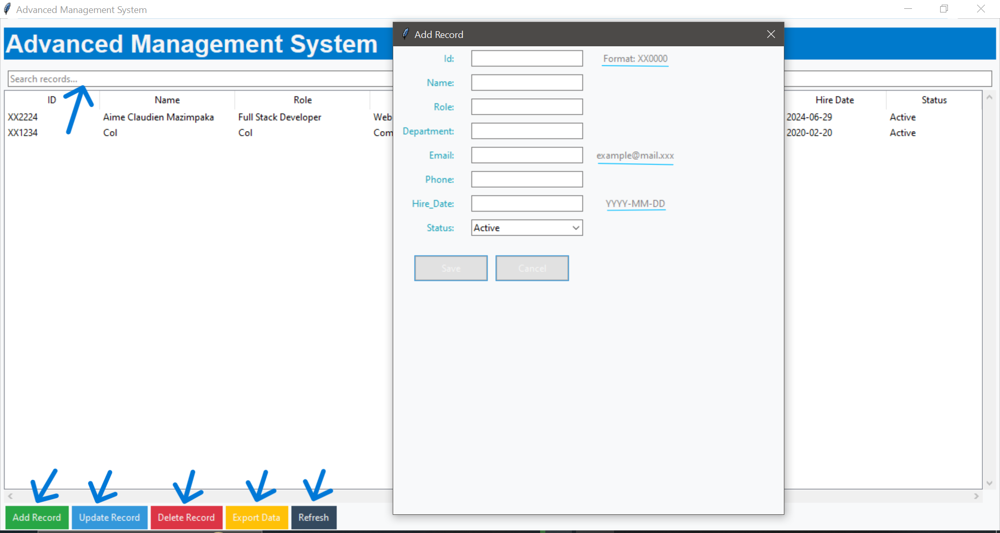 Advanced Management System
Advanced Management System
Search records...
ID Name Role Hire Date Status
XX2224 Aime Claudien Mazimpaka Full Stack Developer Web 2024-06-29 Active
XX1234 Col Col Com 2020-02-20 Active
Add Record Update Record Delete Record Export Data Refresh
Add Record
Id: Format: XX0000
Name:
Role:
Department:
Email: example@mail.xxx
Phone:
Hire_Date: YYYY-MM-DD
Status: Active
Save Cancel